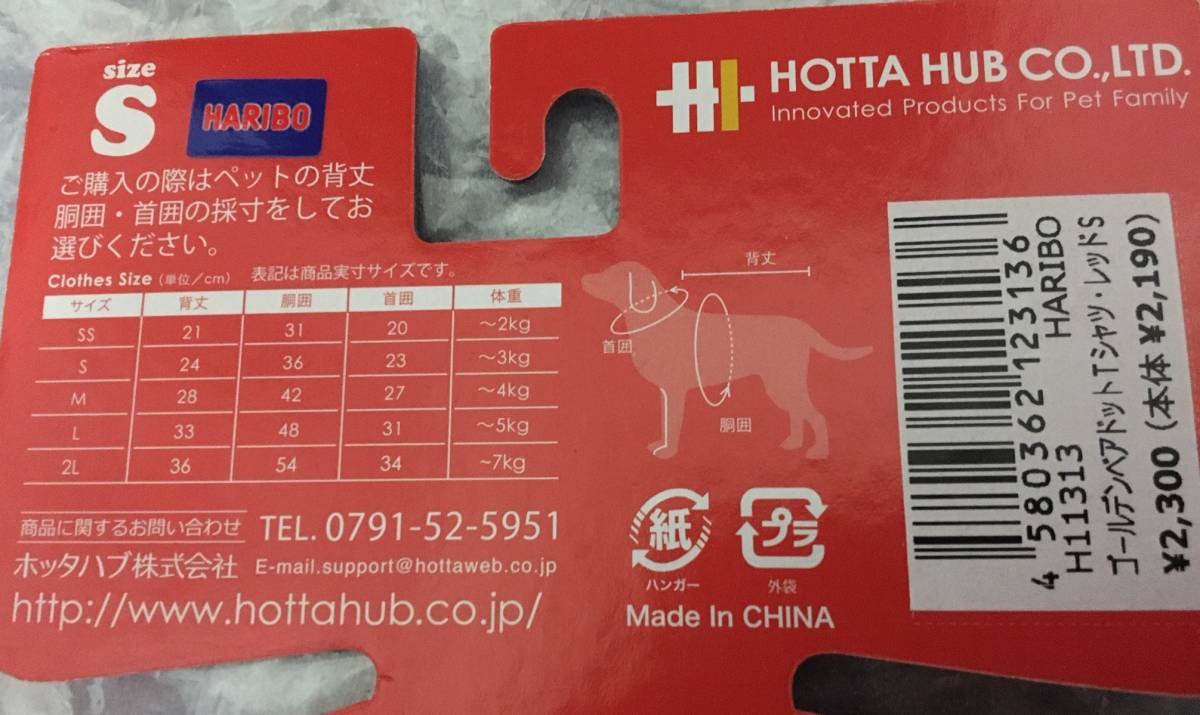 size
S
HARIBO
ご購入の際はペットの背丈
胴囲・首囲の採寸をしてお
選びください。
Clothes Size（単位／cm） 表記は商品実寸サイズです。
サイズ 背丈 胴囲 首囲 体重
SS 21 31 20 ～2kg
S 24 36 23 ～3kg
M 28 42 27 ～4kg
L 33 48 31 ～5kg
2L 36 54 34 ~7kg
商品に関するお問い合わせ TEL. 0791-52-5951
ホッタハブ株式会社 E-mail.support@hottaweb.co.jp
http://www.hottahub.co.jp/
HOTTA HUB CO.,LTD.
Innovated Products For Pet Family
背丈
首囲
胴囲
紙
ハンガー
プラ
外袋
Made In CHINA
4 580362 123136
H11313 HARIBO
ゴールデンベアドットTシャツ・レッドS
¥2,300 (本体 ¥2,190)